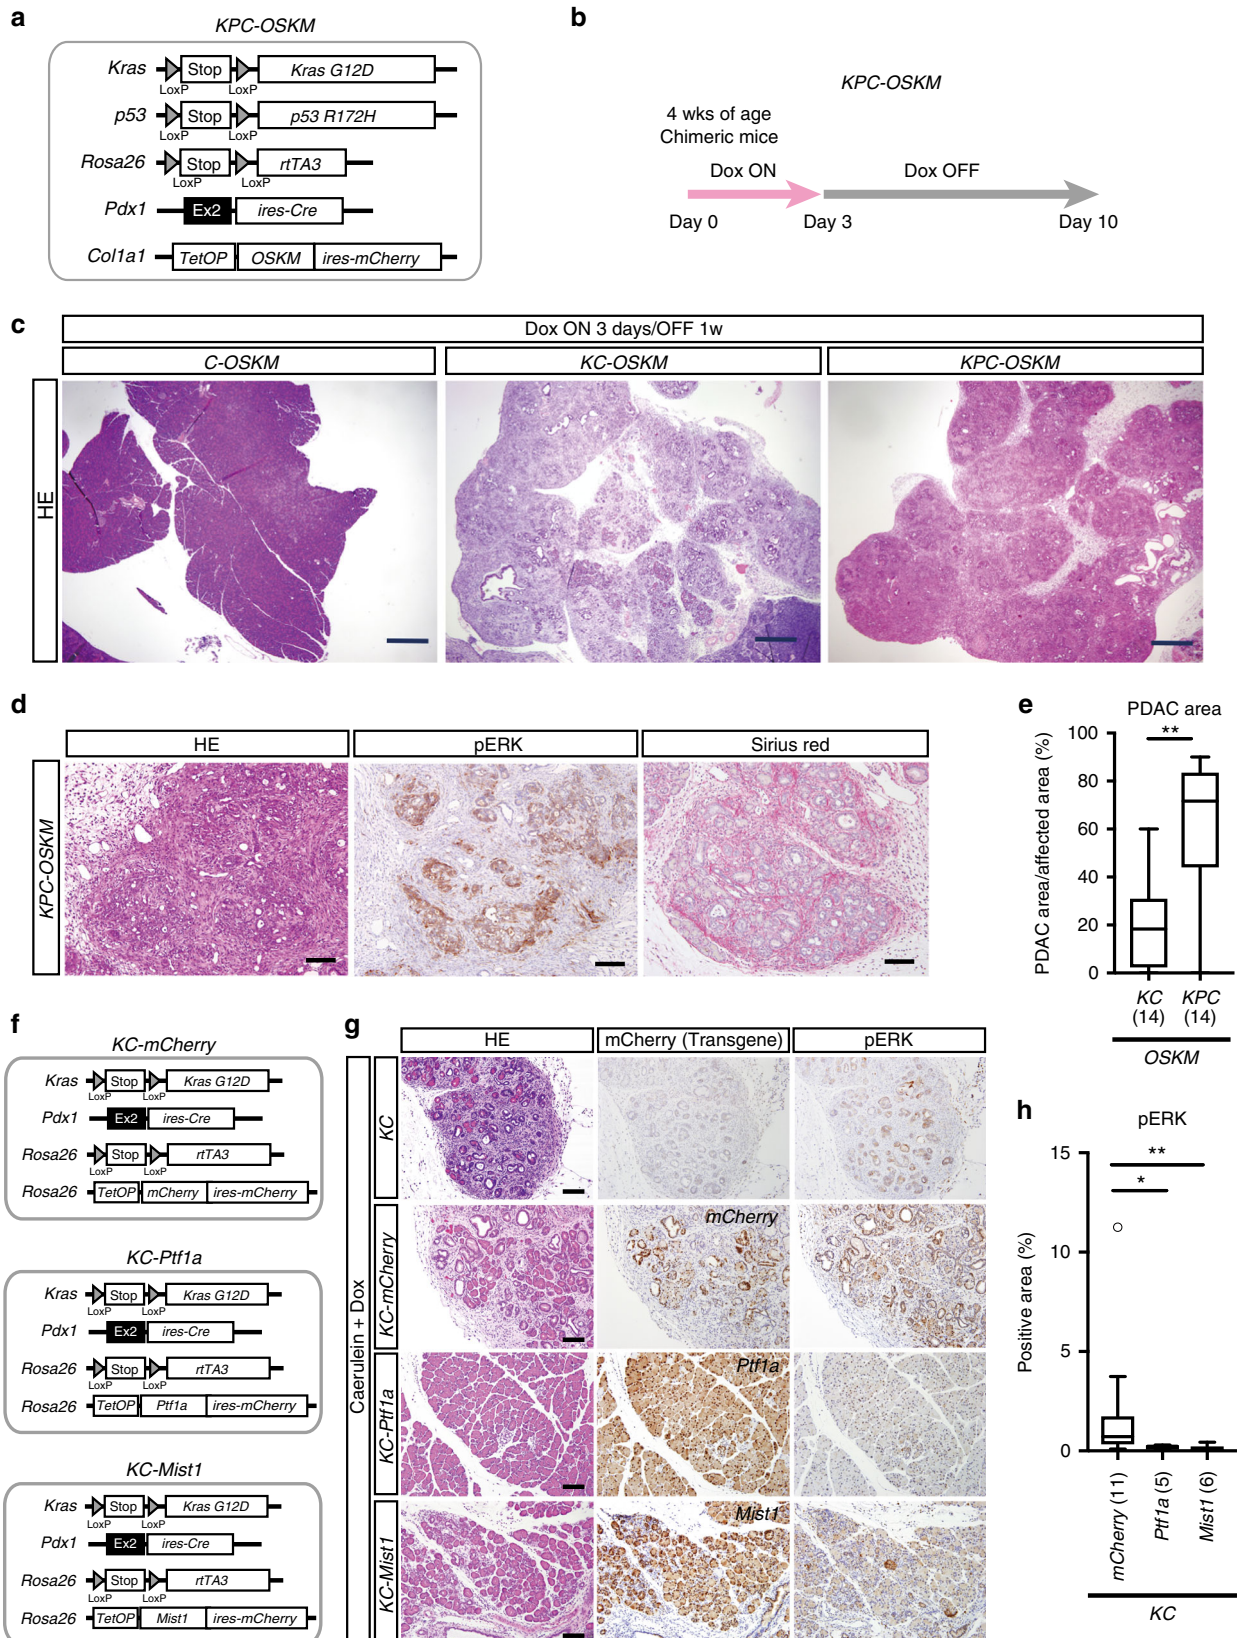 a
KPC-OSKM
Kras Stop Kras G12D
LoxP LoxP
p53 Stop p53 R172H
LoxP LoxP
Rosa26 Stop rtTA3
LoxP LoxP
Pdx1 Ex2 ires-Cre
Col1a1 TetOP OSKM ires-mCherry
b
KPC-OSKM
4 wks of age
Chimeric mice
Dox ON Dox OFF
Day 0 Day 3 Day 10
c
Dox ON 3 days/OFF 1w
C-OSKM KC-OSKM KPC-OSKM
HE
d
HE pERK Sirius red
KPC-OSKM
e
PDAC area
**
PDAC area/affected area (%)
100
80
60
40
20
0
KC KPC
(14) (14)
OSKM
f
KC-mCherry
Kras Stop Kras G12D
LoxP LoxP
Pdx1 Ex2 ires-Cre
Rosa26 Stop rtTA3
LoxP LoxP
Rosa26 TetOP mCherry ires-mCherry
KC-Ptf1a
Kras Stop Kras G12D
LoxP LoxP
Pdx1 Ex2 ires-Cre
Rosa26 Stop rtTA3
LoxP LoxP
Rosa26 TetOP Ptf1a ires-mCherry
KC-Mist1
Kras Stop Kras G12D
LoxP LoxP
Pdx1 Ex2 ires-Cre
Rosa26 Stop rtTA3
LoxP LoxP
Rosa26 TetOP Mist1 ires-mCherry
g
HE mCherry (Transgene) pERK
Caerulein + Dox
KC
KC-mCherry
mCherry
KC-Ptf1a
Ptf1a
KC-Mist1
Mist1
h
pERK
**
*
Positive area (%)
15
10
5
0
mCherry (11)
Ptf1a (5)
Mist1 (6)
KC